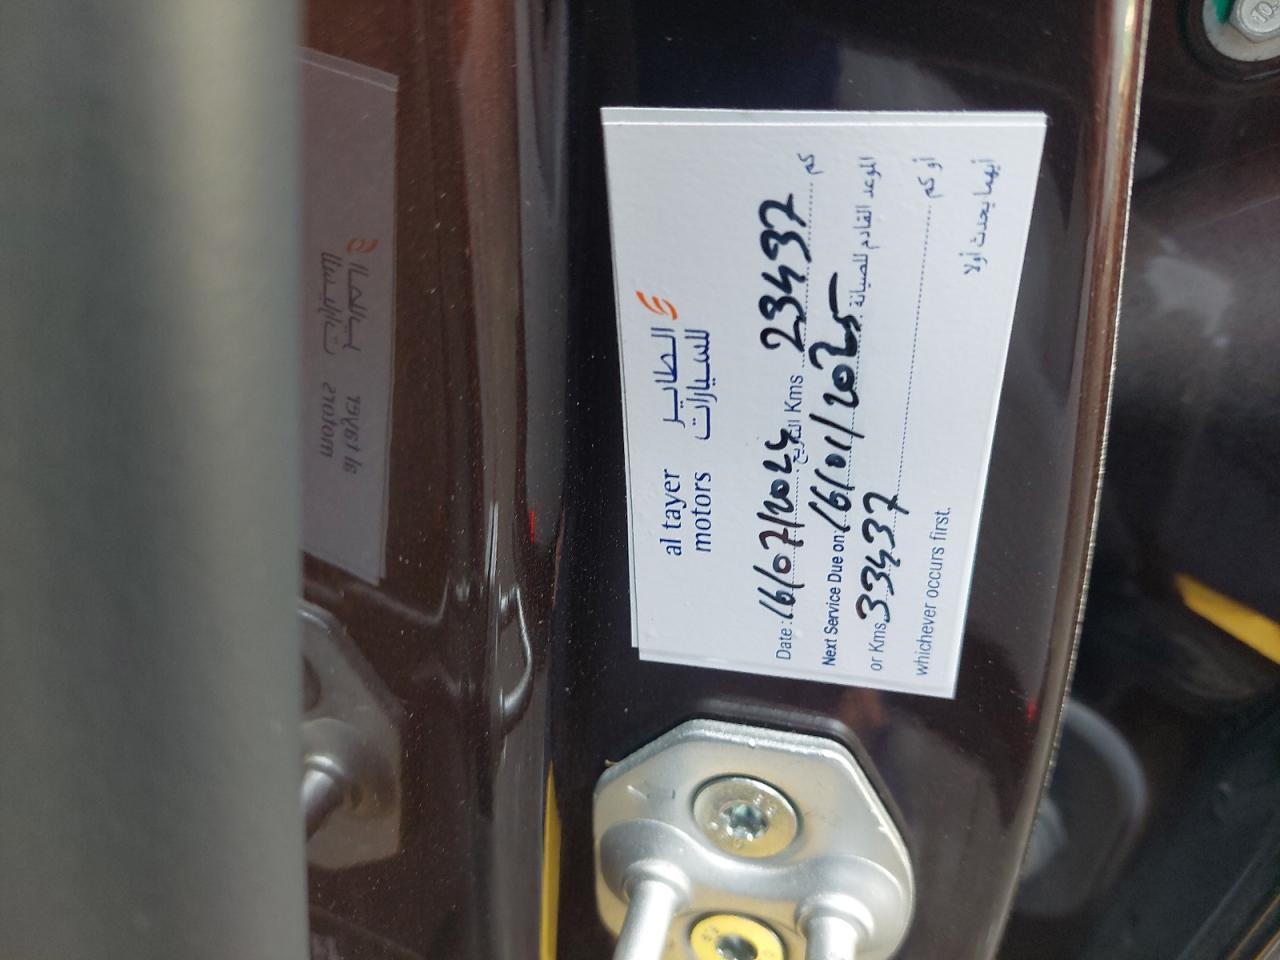 al tayer الطاير
motors للسيارات
Date : 16/07/2024 التاريخ Kms 23437 كم
Next Service Due on: 16/01/2025 الموعد القادم للصيانة
or Kms 33437 أو كم
whichever occurs first. أيهما يحدث أولا